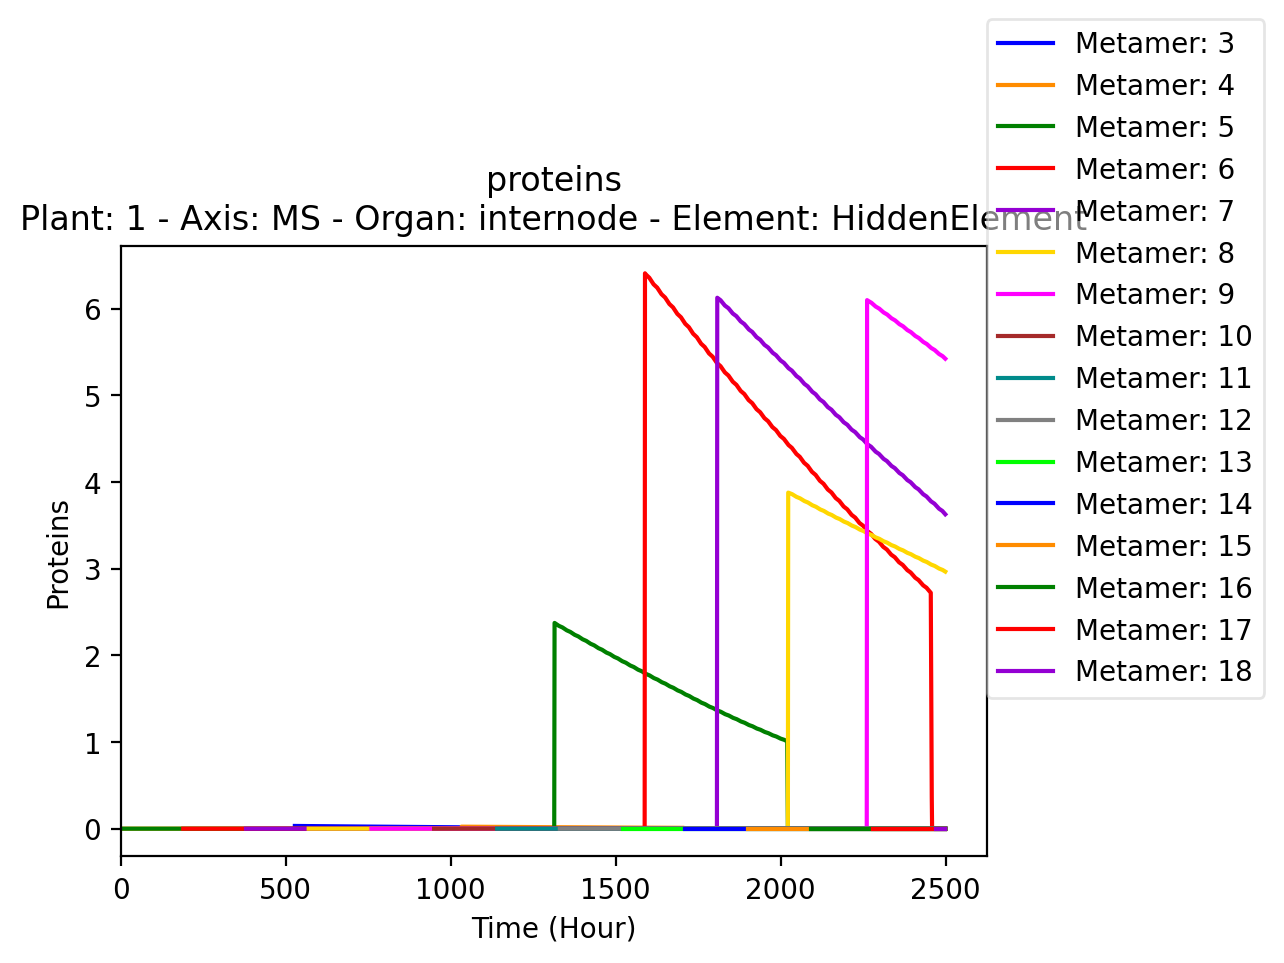 proteins
Plant: 1 - Axis: MS - Organ: internode - Element: HiddenElement
Metamer: 3
Metamer: 4
Metamer: 5
Metamer: 6
Metamer: 7
Metamer: 8
Metamer: 9
Metamer: 10
Metamer: 11
Metamer: 12
Metamer: 13
Metamer: 14
Metamer: 15
Metamer: 16
Metamer: 17
Metamer: 18
Proteins
6
5
4
3
2
1
0
0
500
1000
1500
2000
2500
Time (Hour)